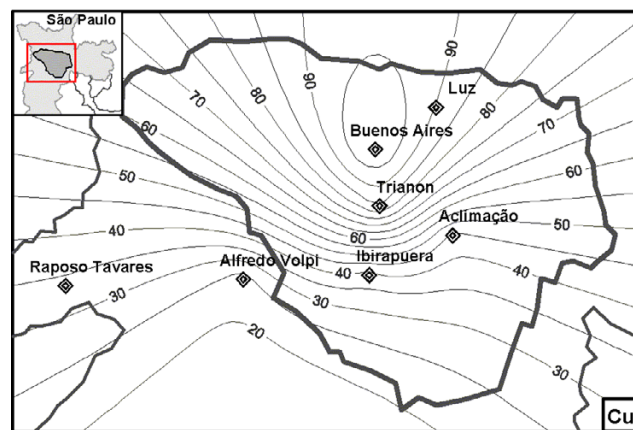 São Paulo
90
90
80
80
70
70
60
60
50
50
60
40
40
40
30
30
30
20
Luz
Buenos Aires
Trianon
Aclimação
Ibirapuera
Alfredo Volpi
Raposo Tavares
Cu